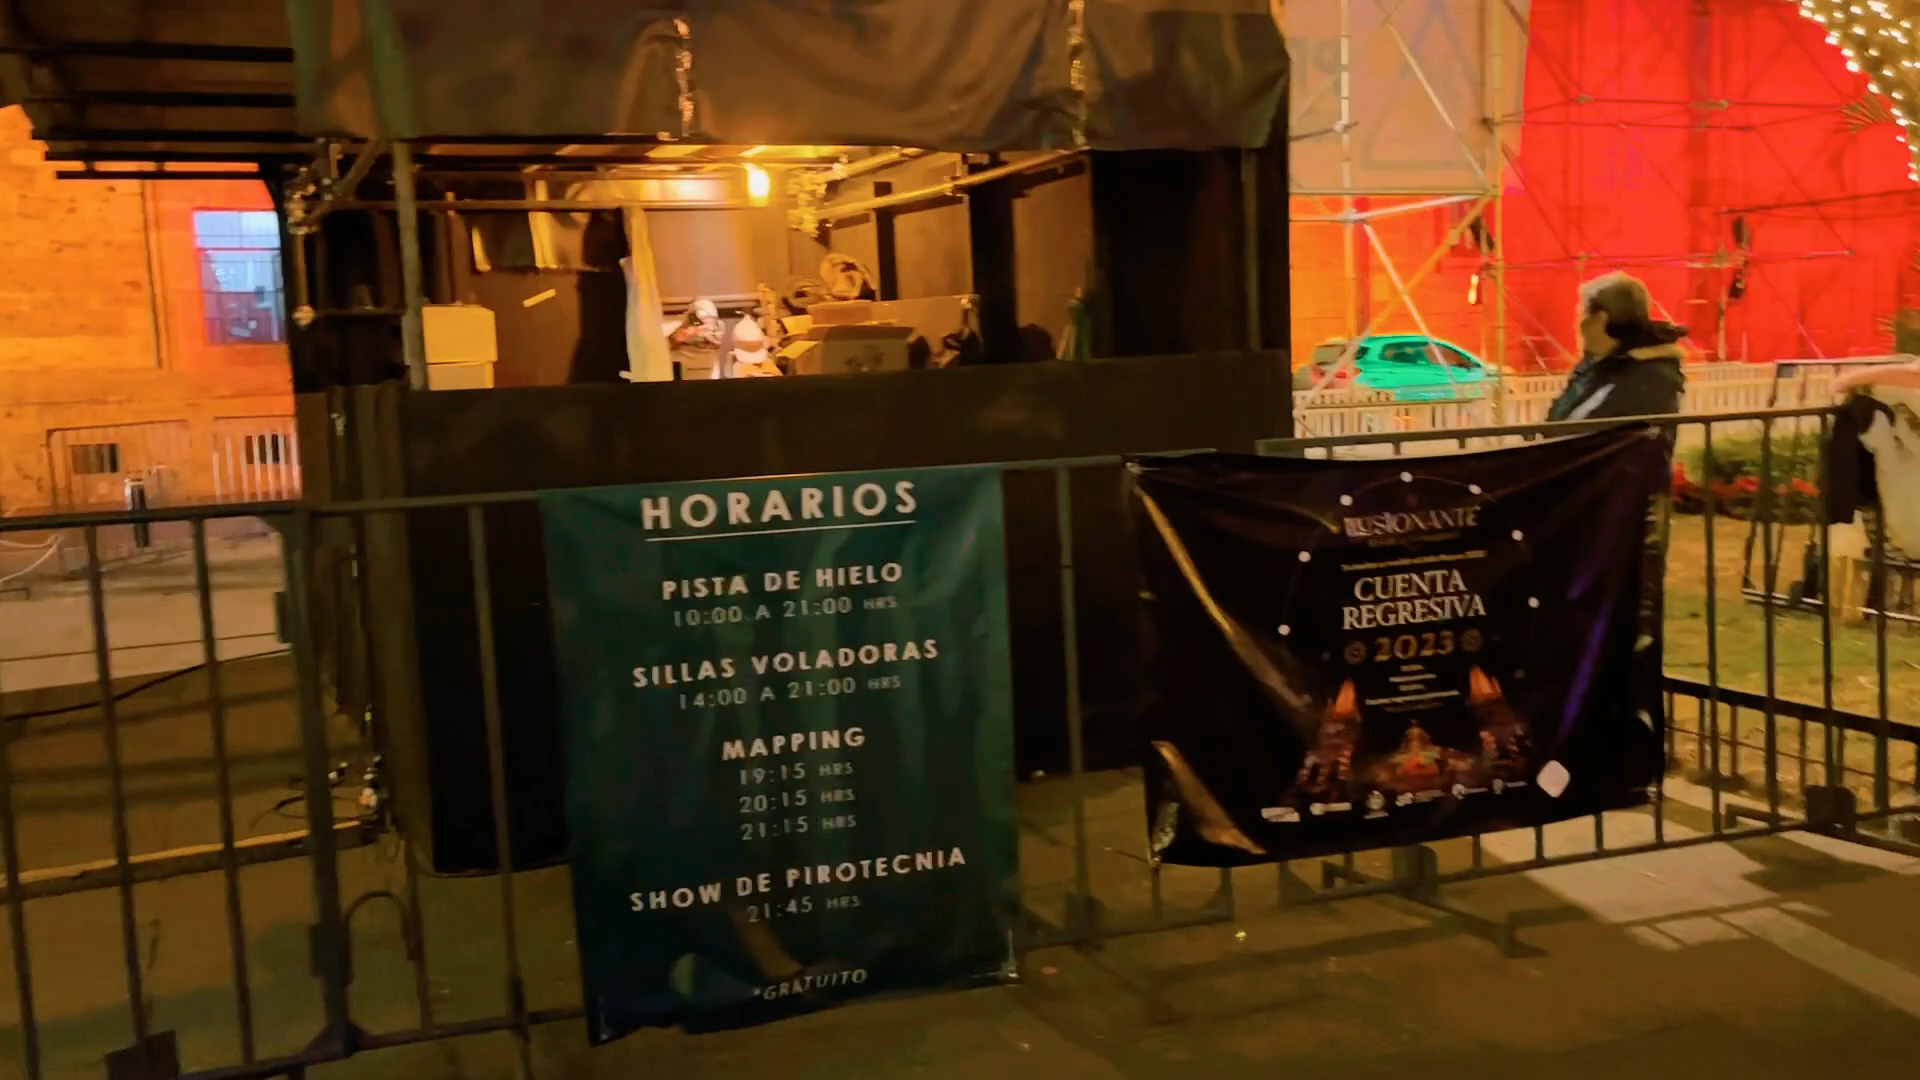 HORARIOS
PISTA DE HIELO
10:00 A 21:00 HRS
SILLAS VOLADORAS
14:00 A 21:00 HRS
MAPPING
19:15 HRS
20:15 HRS
21:15 HRS
SHOW DE PIROTECNIA
21:45 HRS
*GRATUITO
ILUSIONANTE
CUENTA
REGRESIVA
2023